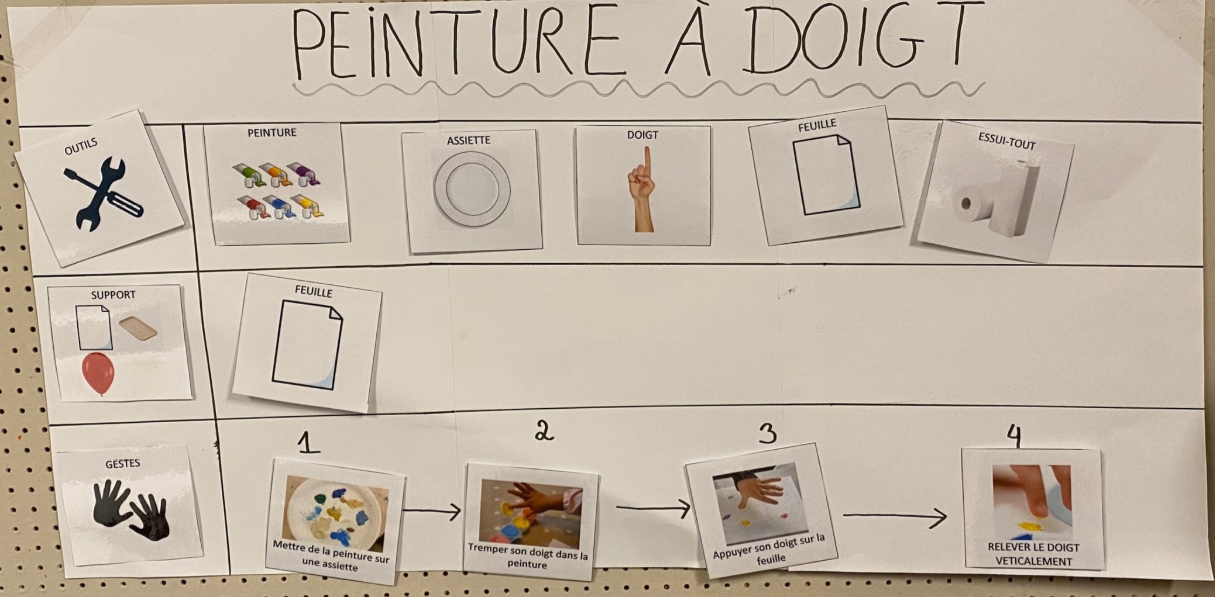 PEINTURE À DOIGT
OUTILS
PEINTURE
ASSIETTE
DOIGT
FEUILLE
ESSUI-TOUT
SUPPORT
FEUILLE
GESTES
1
2
3
4
Mettre de la peinture sur
une assiette
Tremper son doigt dans la
peinture
Appuyer son doigt sur la
feuille
RELEVER LE DOIGT
VETICALEMENT